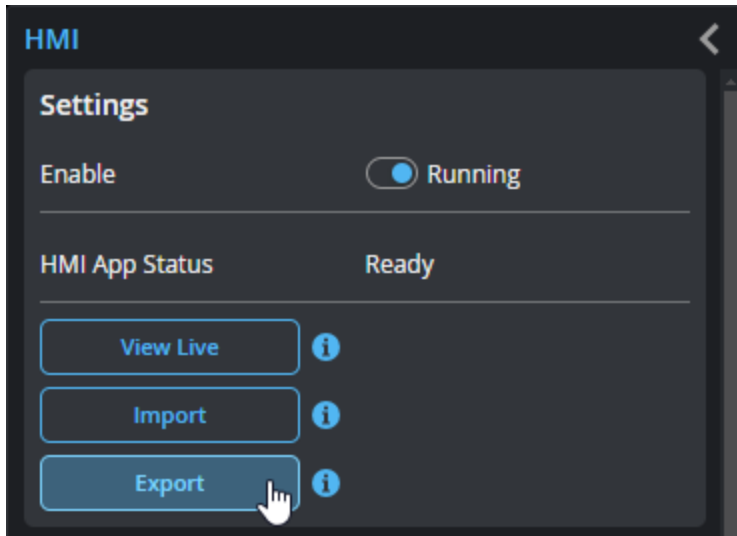 HMI
Settings
Enable Running
HMI App Status Ready
View Live
Import
Export